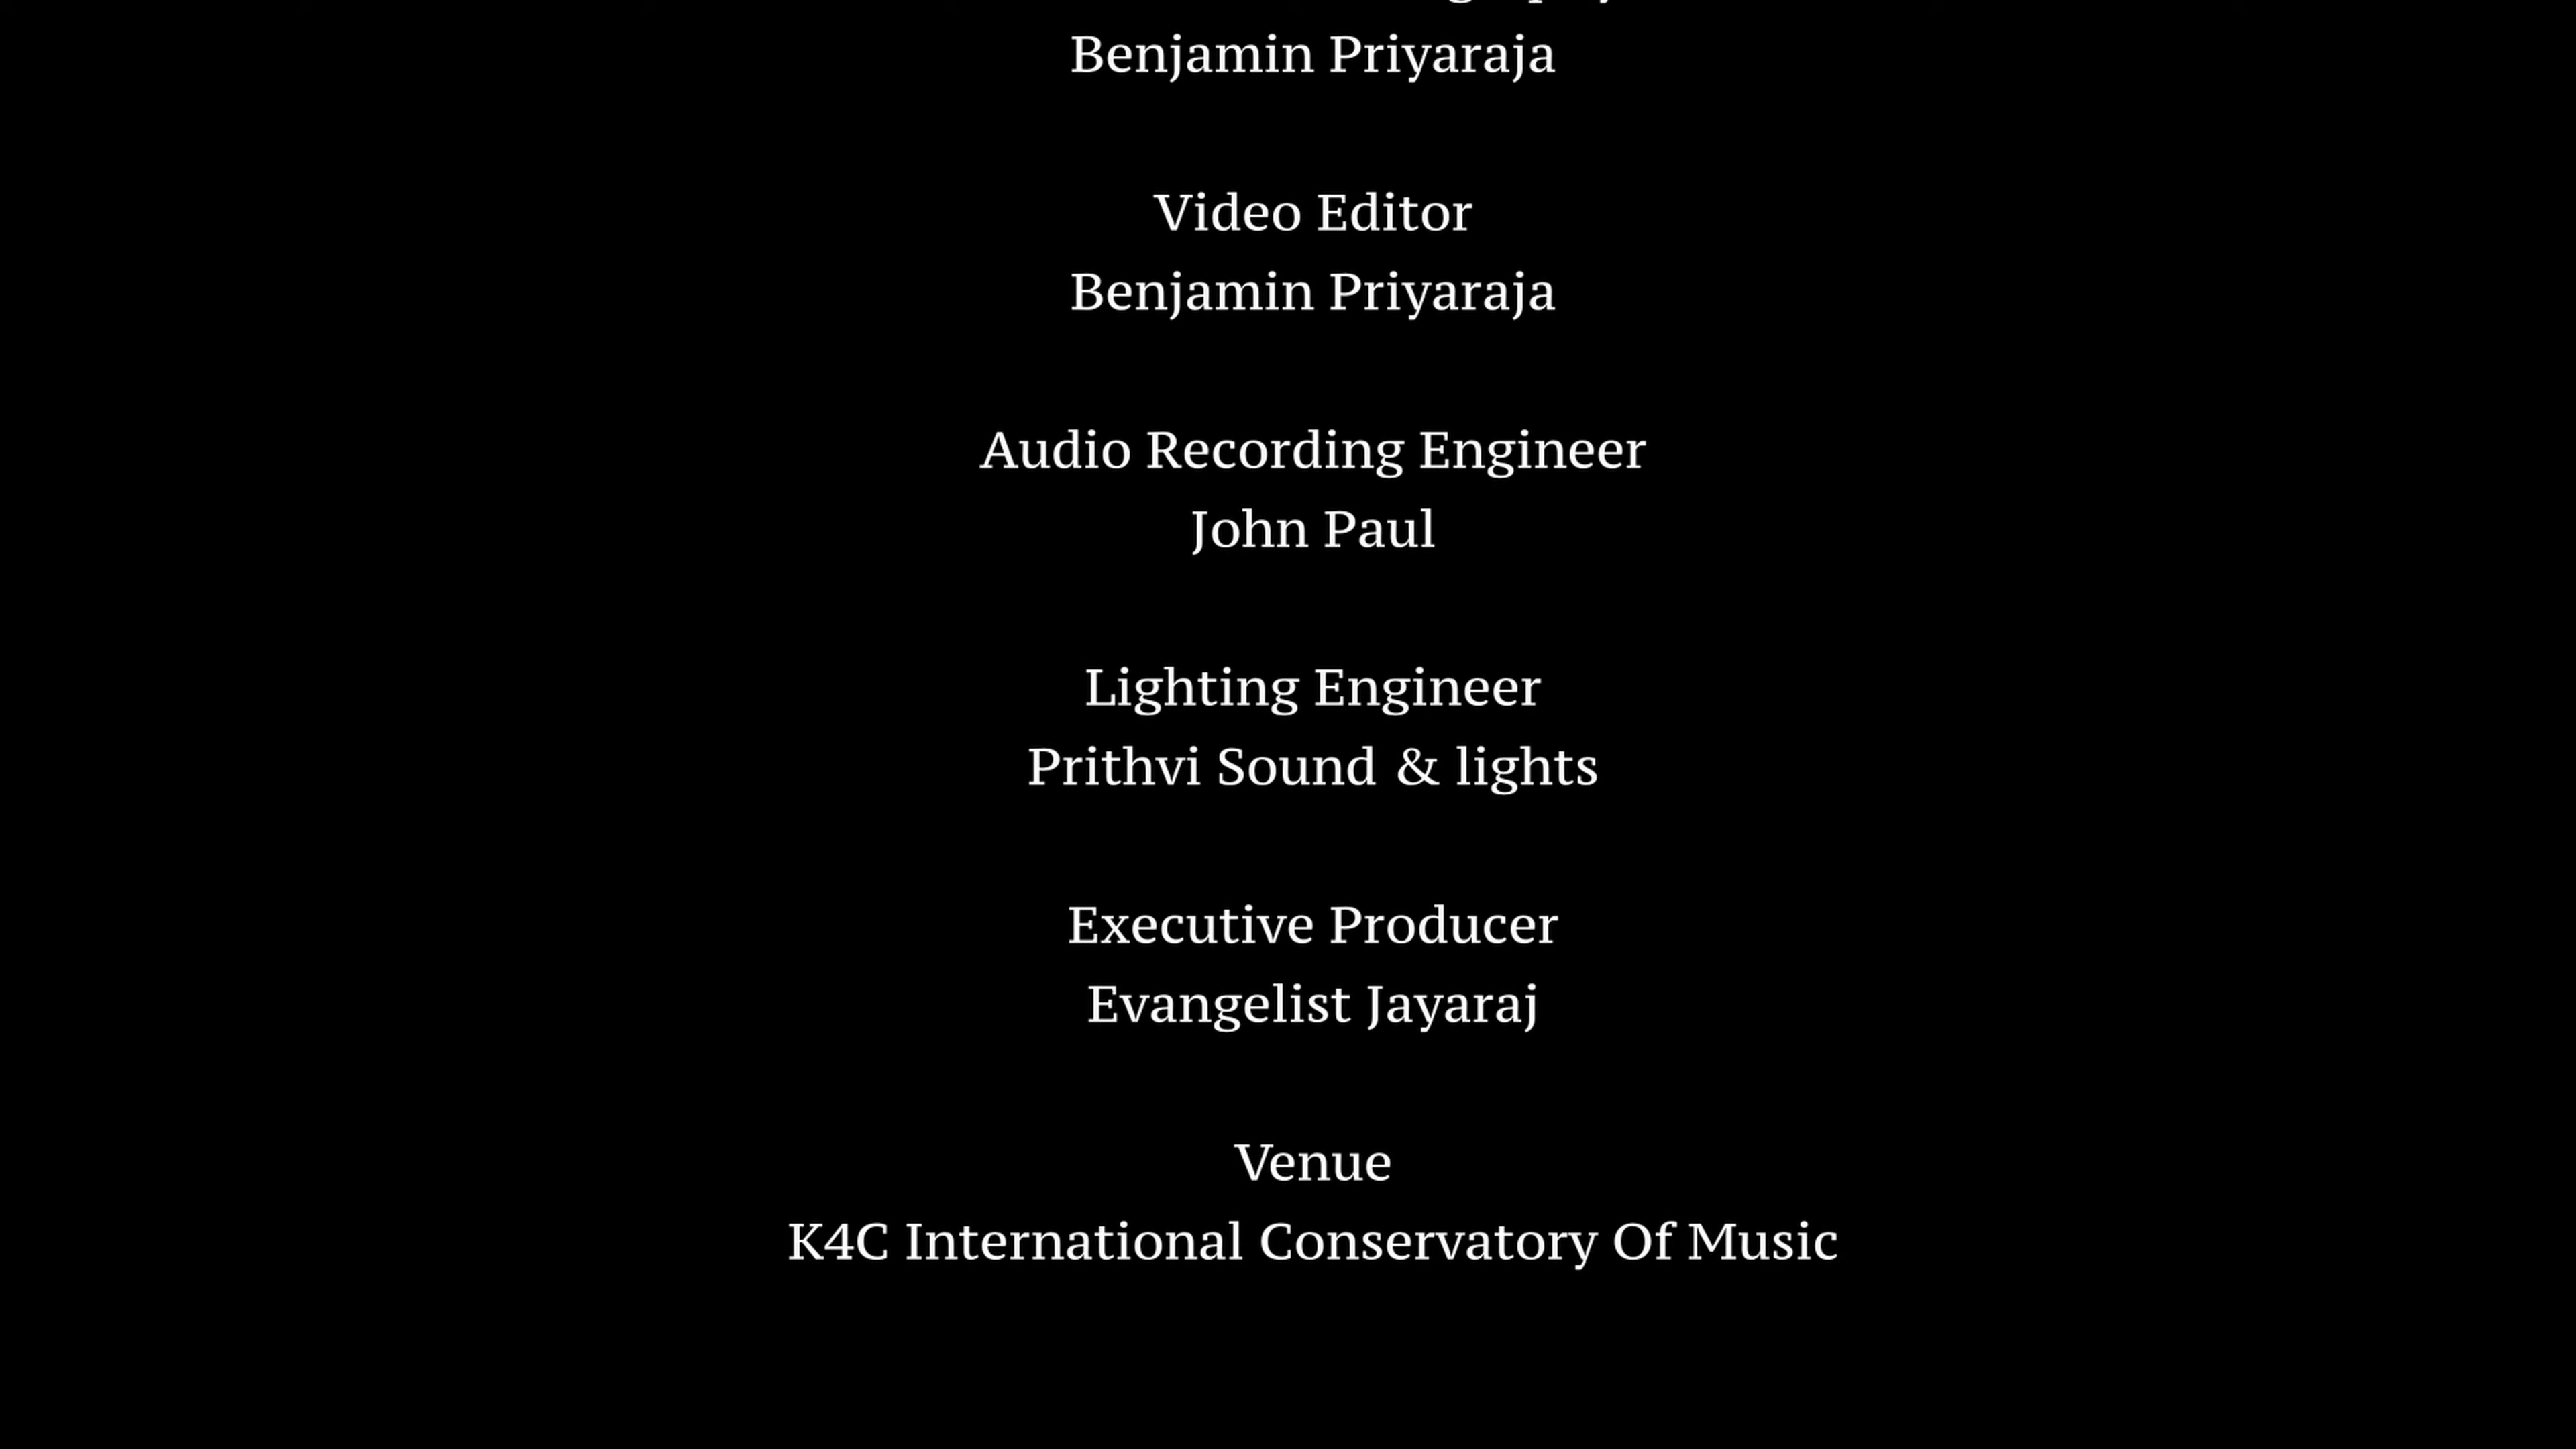 Benjamin Priyaraja
Video Editor
Benjamin Priyaraja
Audio Recording Engineer
John Paul
Lighting Engineer
Prithvi Sound & lights
Executive Producer
Evangelist Jayaraj
Venue
K4C International Conservatory Of Music